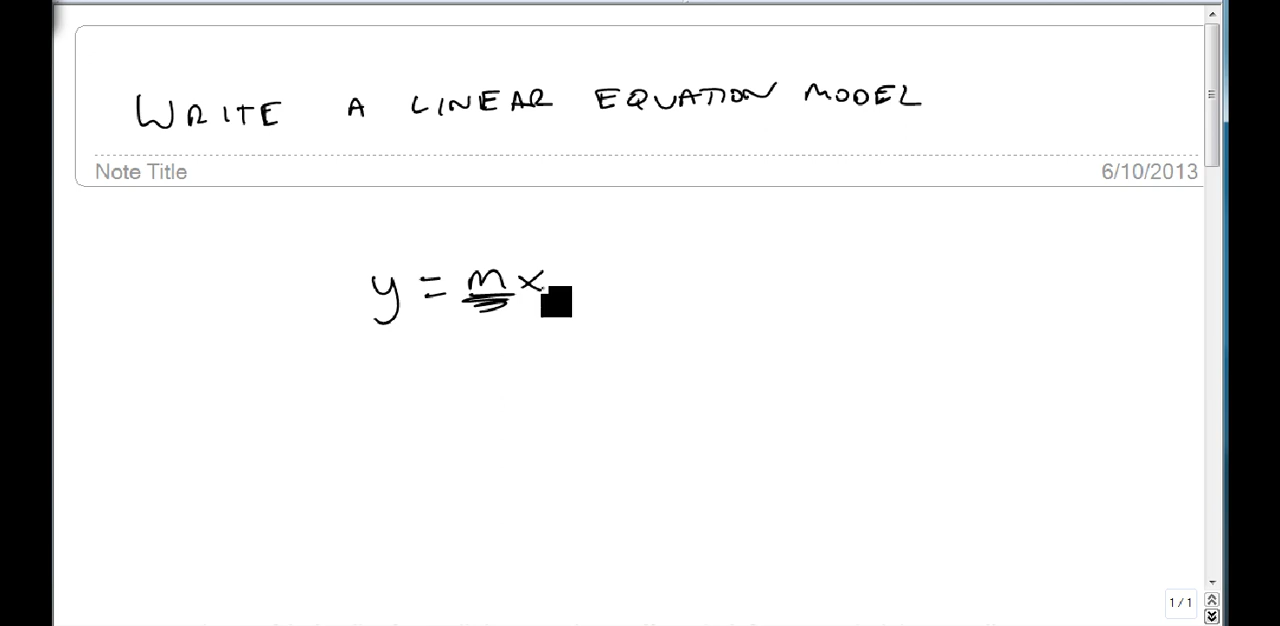 WRITE A LINEAR EQUATION MODEL
Note Title
6/10/2013
y = mx
1 / 1